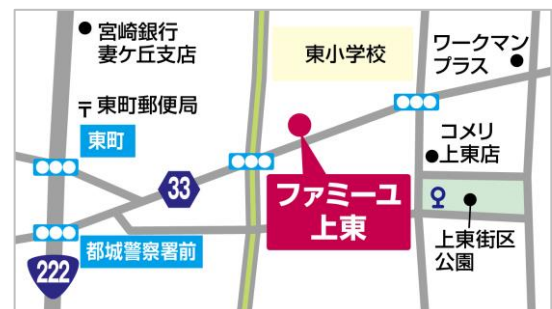 宮崎銀行
妻ケ丘支店
東小学校
ワークマン
プラス
〒東町郵便局
東町
コメリ
上東店
33
ファミーユ
上東
都城警察署前
上東街区
公園
222